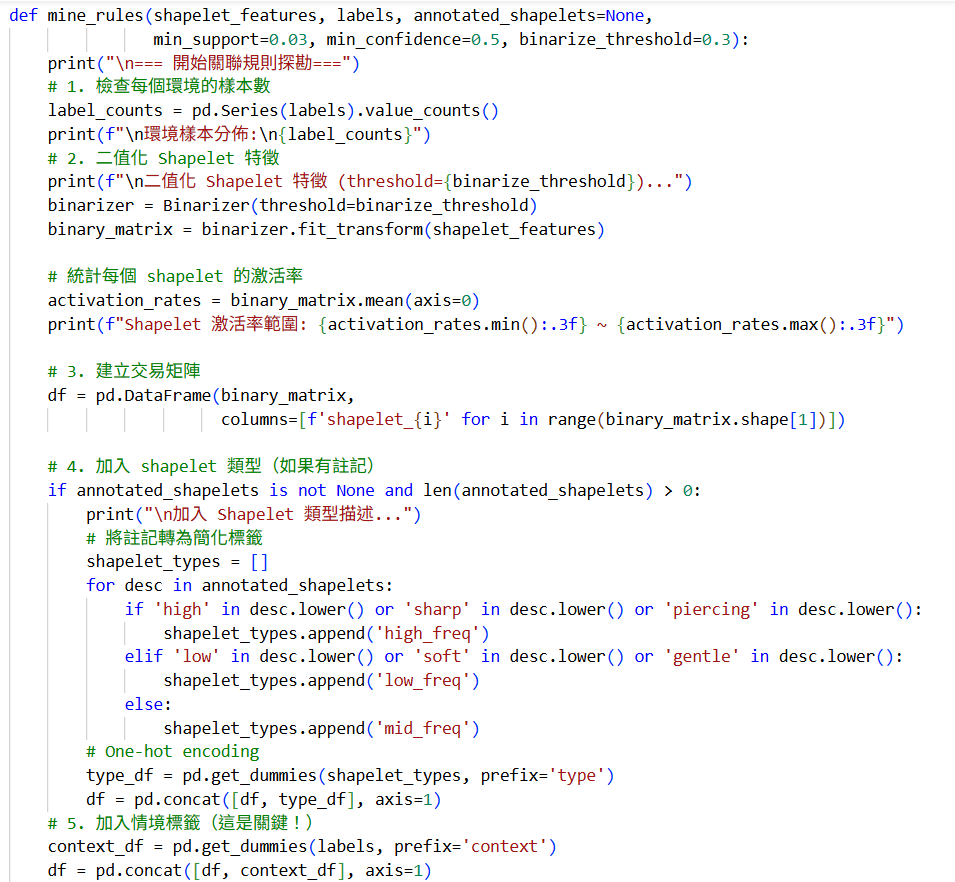 def mine_rules(shapelet_features, labels, annotated_shapelets=None,
               min_support=0.03, min_confidence=0.5, binarize_threshold=0.3):
    print("\n=== 開始關聯規則探勘===")
    # 1. 檢查每個環境的樣本數
    label_counts = pd.Series(labels).value_counts()
    print(f"\n環境樣本分佈:\n{label_counts}")
    # 2. 二值化 Shapelet 特徵
    print(f"\n二值化 Shapelet 特徵 (threshold={binarize_threshold})...")
    binarizer = Binarizer(threshold=binarize_threshold)
    binary_matrix = binarizer.fit_transform(shapelet_features)

    # 統計每個 shapelet 的激活率
    activation_rates = binary_matrix.mean(axis=0)
    print(f"Shapelet 激活率範圍: {activation_rates.min():.3f} ~ {activation_rates.max():.3f}")

    # 3. 建立交易矩陣
    df = pd.DataFrame(binary_matrix,
                      columns=[f'shapelet_{i}' for i in range(binary_matrix.shape[1])])

    # 4. 加入 shapelet 類型（如果有註記）
    if annotated_shapelets is not None and len(annotated_shapelets) > 0:
        print("\n加入 Shapelet 類型描述...")
        # 將註記轉為簡化標籤
        shapelet_types = []
        for desc in annotated_shapelets:
            if 'high' in desc.lower() or 'sharp' in desc.lower() or 'piercing' in desc.lower():
                shapelet_types.append('high_freq')
            elif 'low' in desc.lower() or 'soft' in desc.lower() or 'gentle' in desc.lower():
                shapelet_types.append('low_freq')
            else:
                shapelet_types.append('mid_freq')
        # One-hot encoding
        type_df = pd.get_dummies(shapelet_types, prefix='type')
        df = pd.concat([df, type_df], axis=1)
    # 5. 加入情境標籤（這是關鍵！）
    context_df = pd.get_dummies(labels, prefix='context')
    df = pd.concat([df, context_df], axis=1)